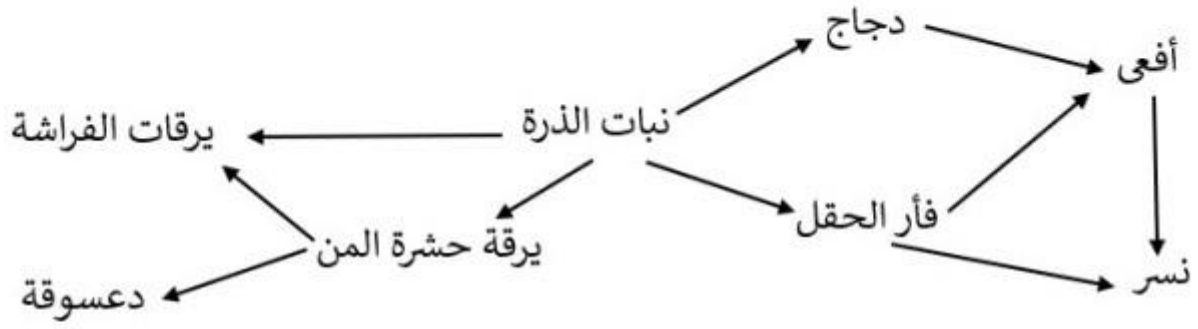 دجاج
أفعى
نبات الذرة
يرقات الفراشة
فأر الحقل
يرقة حشرة المن
نسر
دعسوقة